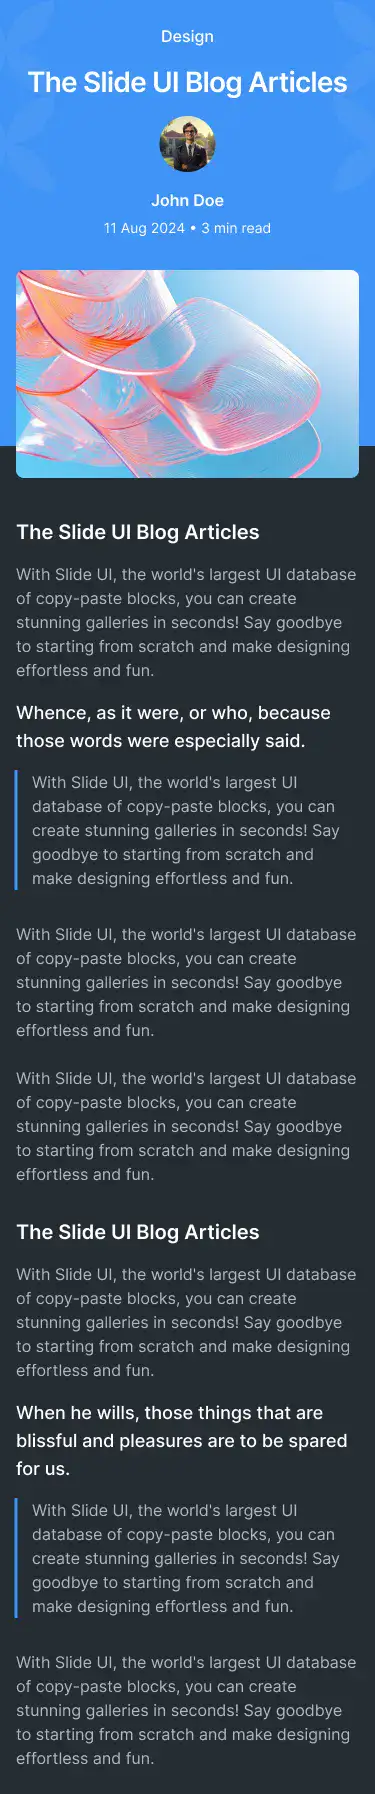 Design
The Slide UI Blog Articles
John Doe
11 Aug 2024 • 3 min read
The Slide UI Blog Articles
With Slide UI, the world's largest UI database
of copy-paste blocks, you can create
stunning galleries in seconds! Say goodbye
to starting from scratch and make designing
effortless and fun.
Whence, as it were, or who, because
those words were especially said.
With Slide UI, the world's largest UI
database of copy-paste blocks, you can
create stunning galleries in seconds! Say
goodbye to starting from scratch and
make designing effortless and fun.
With Slide UI, the world's largest UI database
of copy-paste blocks, you can create
stunning galleries in seconds! Say goodbye
to starting from scratch and make designing
effortless and fun.
With Slide UI, the world's largest UI database
of copy-paste blocks, you can create
stunning galleries in seconds! Say goodbye
to starting from scratch and make designing
effortless and fun.
The Slide UI Blog Articles
With Slide UI, the world's largest UI database
of copy-paste blocks, you can create
stunning galleries in seconds! Say goodbye
to starting from scratch and make designing
effortless and fun.
When he wills, those things that are
blissful and pleasures are to be spared
for us.
With Slide UI, the world's largest UI
database of copy-paste blocks, you can
create stunning galleries in seconds! Say
goodbye to starting from scratch and
make designing effortless and fun.
With Slide UI, the world's largest UI database
of copy-paste blocks, you can create
stunning galleries in seconds! Say goodbye
to starting from scratch and make designing
effortless and fun.